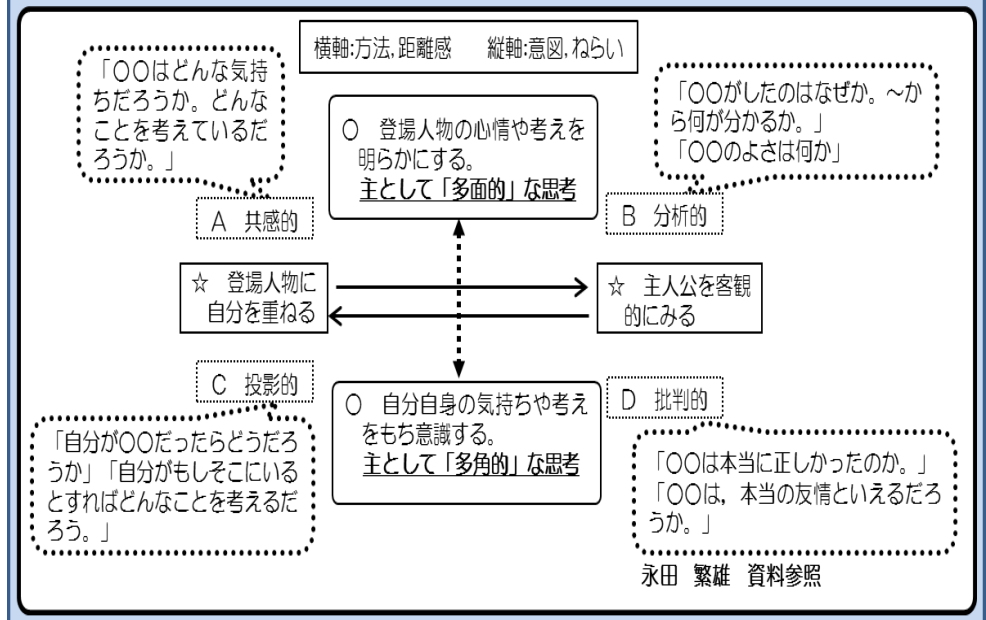 横軸:方法,距離感　縦軸:意図,ねらい
「〇〇はどんな気持
ちだろうか。どんな
ことを考えているだ
ろうか。」
〇　登場人物の心情や考えを
明らかにする。
主として「多面的」な思考
「〇〇がしたのはなぜか。～か
ら何が分かるか。」
「〇〇のよさは何か」
A　共感的
B　分析的
☆　登場人物に
自分を重ねる
☆　主人公を客観
的にみる
C　投影的
D　批判的
〇　自分自身の気持ちや考え
をもち意識する。
主として「多角的」な思考
「自分が〇〇だったらどうだろ
うか」「自分がもしそこにいる
とすればどんなことを考えるだ
ろう。」
「〇〇は本当に正しかったのか。」
「〇〇は，本当の友情といえるだろ
うか。」
永田　繁雄　資料参照